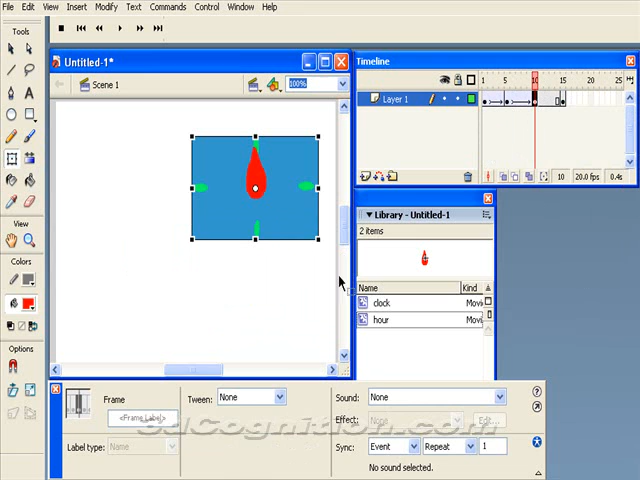 File View Insert Modify Text Commands Control Window Help
Tools
Untitled-1*
Scene 1
100%
Timeline
1 5 10 15 20 25
Layer 1
10 20.0 fps 0.4s
View
Colors
Options
Library - Untitled-1
2 items
Name Kind
clock Movi
hour Movi
Frame
<Frame Label>
Label type: Name
Tween: None
Sound: None
Effect: None Edit...
Sync: Event Repeat 1
No sound selected.
edCognition.com